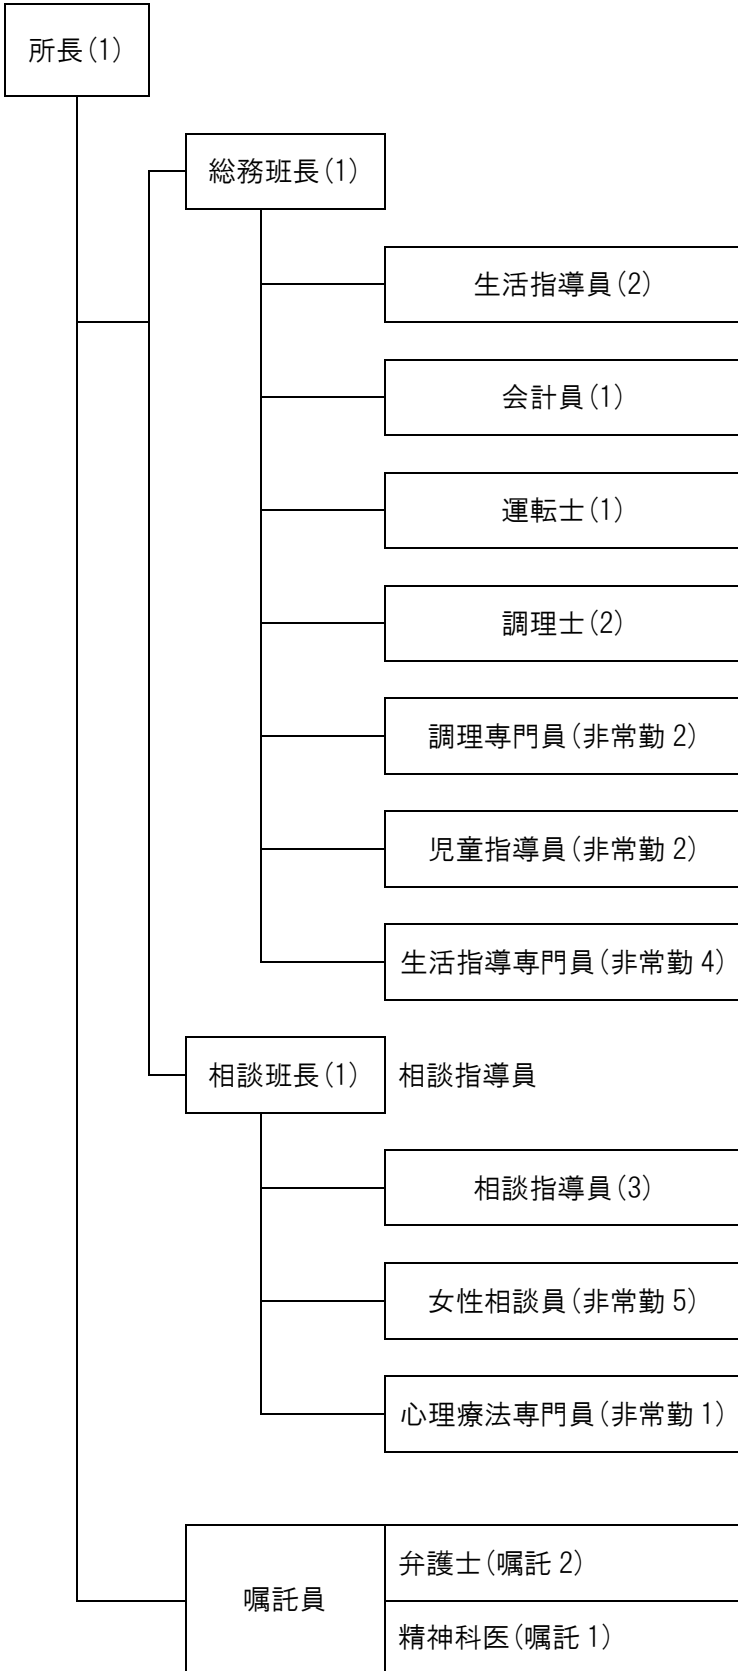 所長(1)
総務班長(1)
生活指導員(2)
会計員(1)
運転士(1)
調理士(2)
調理専門員(非常勤 2)
児童指導員(非常勤 2)
生活指導専門員(非常勤 4)
相談班長(1) 相談指導員
相談指導員(3)
女性相談員(非常勤 5)
心理療法専門員(非常勤 1)
嘱託員
弁護士(嘱託 2)
精神科医(嘱託 1)